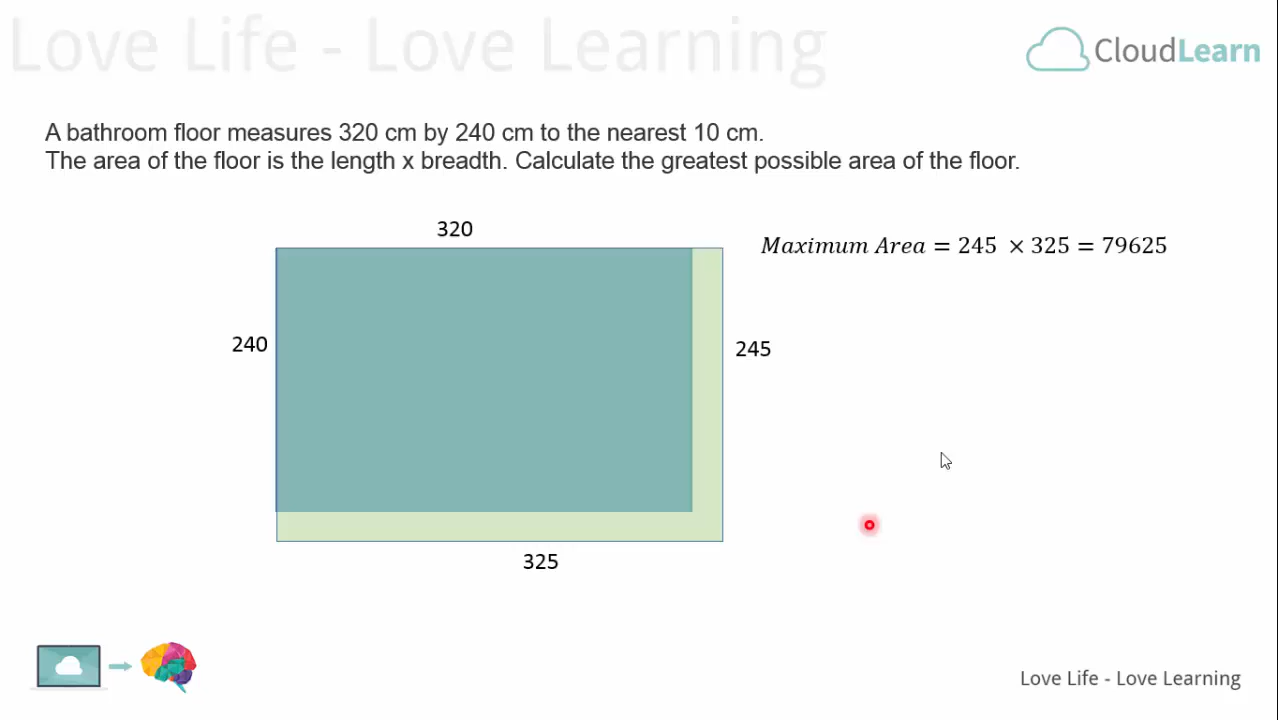 Love Life - Love Learning
CloudLearn
A bathroom floor measures 320 cm by 240 cm to the nearest 10 cm.
The area of the floor is the length x breadth. Calculate the greatest possible area of the floor.
320
Maximum Area = 245 × 325 = 79625
240
245
325
Love Life - Love Learning